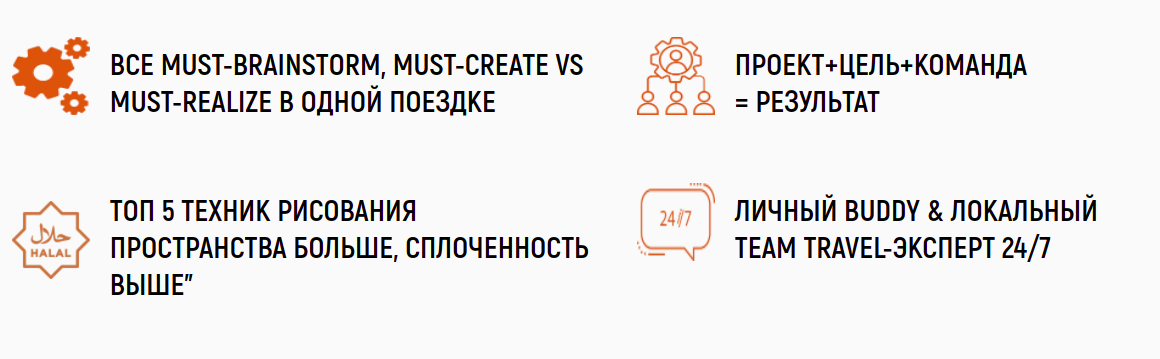 ВСЕ MUST-BRAINSTORM, MUST-CREATE VS
MUST-REALIZE В ОДНОЙ ПОЕЗДКЕ
ПРОЕКТ+ЦЕЛЬ+КОМАНДА
= РЕЗУЛЬТАТ
حلال
HALAL
ТОП 5 ТЕХНИК РИСОВАНИЯ
ПРОСТРАНСТВА БОЛЬШЕ, СПЛОЧЕННОСТЬ
ВЫШЕ”
24/7
ЛИЧНЫЙ BUDDY & ЛОКАЛЬНЫЙ
TEAM TRAVEL-ЭКСПЕРТ 24/7